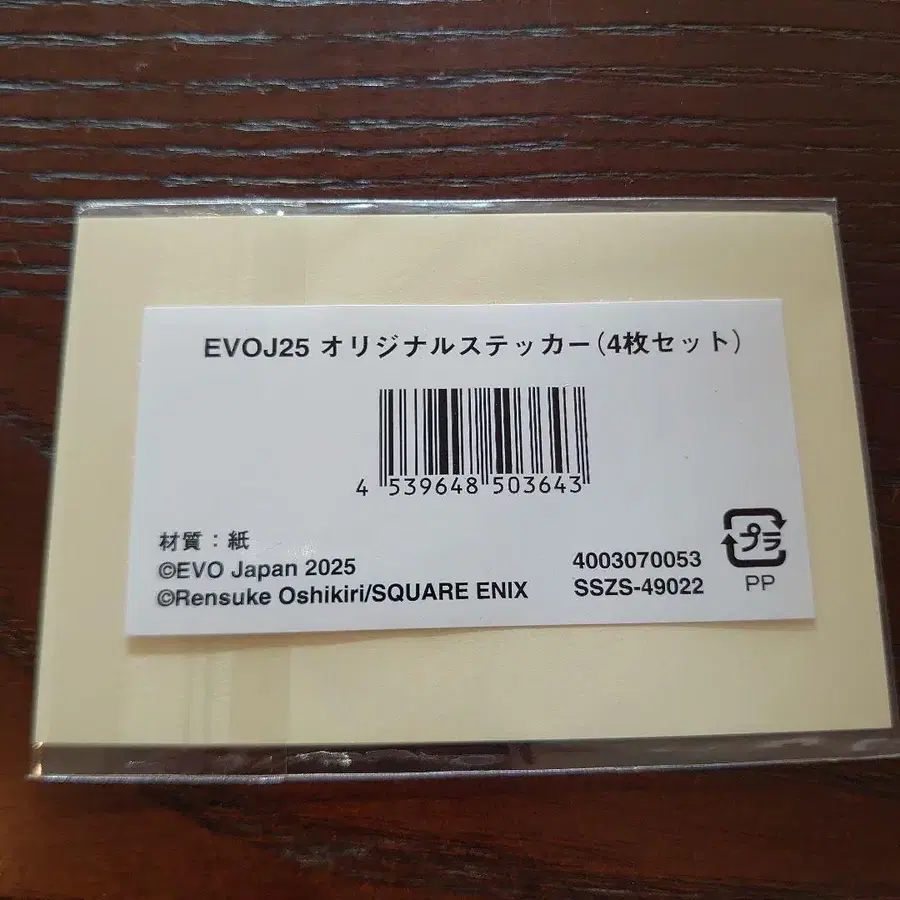 EVOJ25 オリジナルステッカー(4枚セット)
4 539648 503643
材質：紙
©EVO Japan 2025
©Rensuke Oshikiri/SQUARE ENIX
4003070053
SSZS-49022
プラ
PP